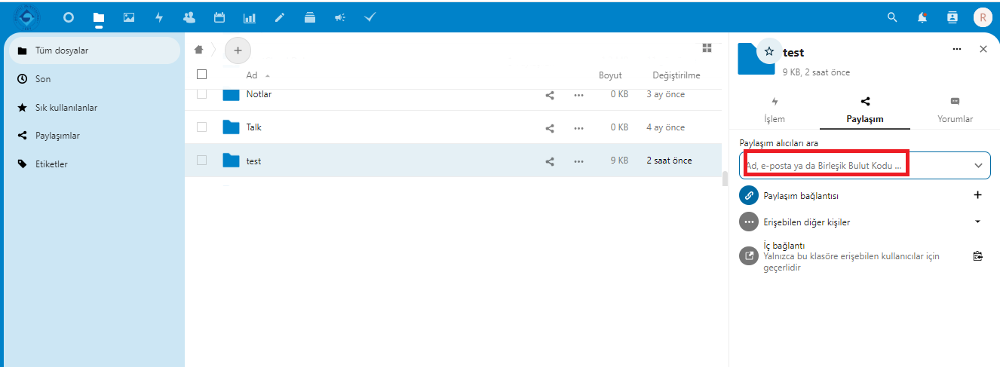 R
Tüm dosyalar
Son
Sık kullanılanlar
Paylaşımlar
Etiketler
Ad Boyut Değiştirilme
Notlar 0 KB 3 ay önce
Talk 0 KB 4 ay önce
test 9 KB 2 saat önce
test
9 KB, 2 saat önce
İşlem Paylaşım Yorumlar
Paylaşım alıcıları ara
Ad, e-posta ya da Birleşik Bulut Kodu ...
Paylaşım bağlantısı
Erişebilen diğer kişiler
İç bağlantı
Yalnızca bu klasöre erişebilen kullanıcılar için
geçerlidir